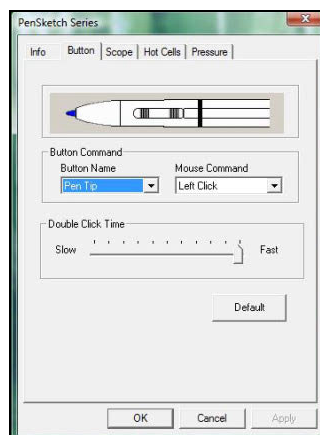 PenSketch Series
Info Button Scope Hot Cells Pressure
Button Command
Button Name Mouse Command
Pen Tip Left Click
Double Click Time
Slow Fast
Default
OK Cancel Apply